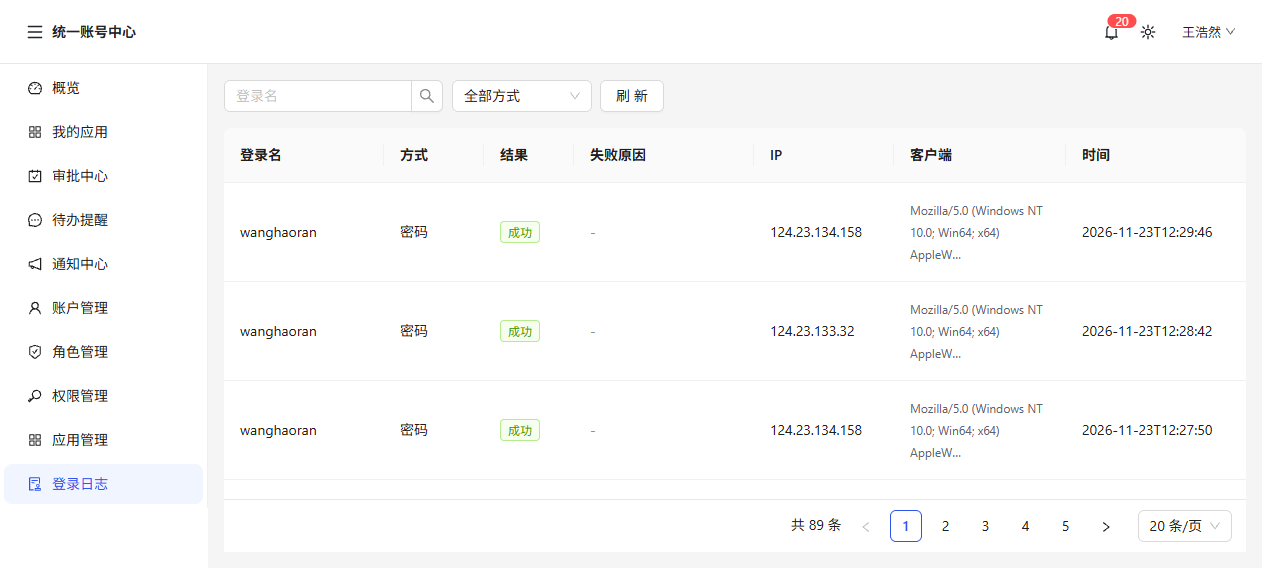 统一账号中心
20
王浩然
概览
我的应用
审批中心
待办提醒
通知中心
账户管理
角色管理
权限管理
应用管理
登录日志
登录名 全部方式 刷 新
登录名 方式 结果 失败原因 IP 客户端 时间
wanghaoran 密码 成功 - 124.23.134.158 Mozilla/5.0 (Windows NT 2026-11-23T12:29:46
10.0; Win64; x64)
AppleW...
wanghaoran 密码 成功 - 124.23.133.32 Mozilla/5.0 (Windows NT 2026-11-23T12:28:42
10.0; Win64; x64)
AppleW...
wanghaoran 密码 成功 - 124.23.134.158 Mozilla/5.0 (Windows NT 2026-11-23T12:27:50
10.0; Win64; x64)
AppleW...
共 89 条 < 1 2 3 4 5 > 20 条/页